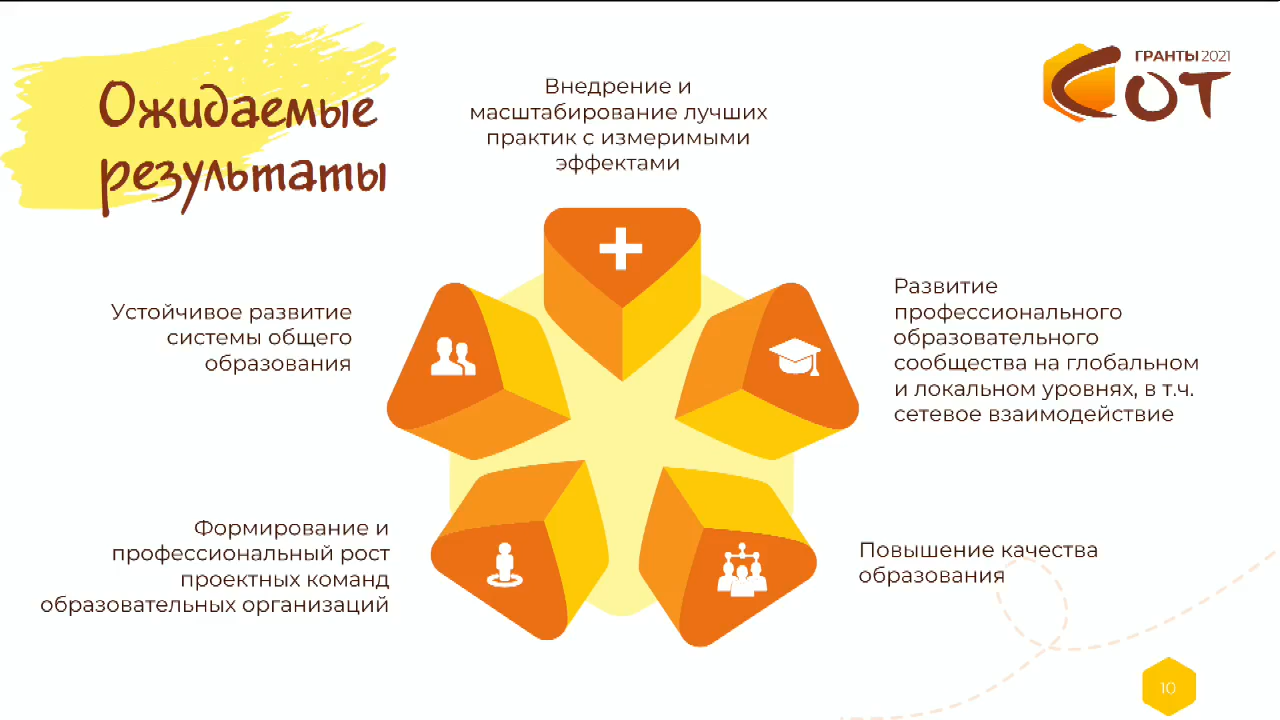 Ожидаемые
результаты
ГРАНТЫ 2021
СОТ
Внедрение и
масштабирование лучших
практик с измеримыми
эффектами
Устойчивое развитие
системы общего
образования
Развитие
профессионального
образовательного
сообщества на глобальном
и локальном уровнях, в т.ч.
сетевое взаимодействие
Формирование и
профессиональный рост
проектных команд
образовательных организаций
Повышение качества
образования
10